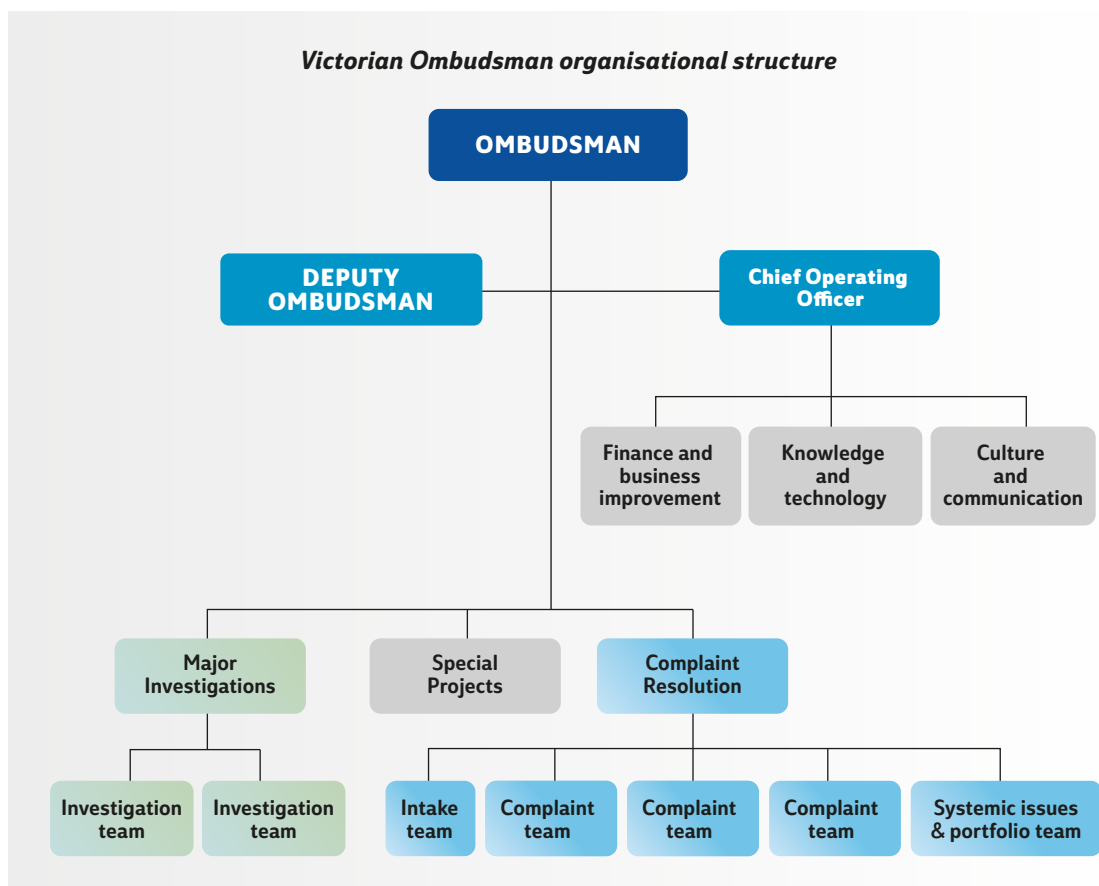 Victorian Ombudsman organisational structure
OMBUDSMAN
DEPUTY
OMBUDSMAN
Chief Operating
Officer
Finance and
business
improvement
Knowledge
and
technology
Culture
and
communication
Major
Investigations
Special
Projects
Complaint
Resolution
Investigation
team
Investigation
team
Intake
team
Complaint
team
Complaint
team
Complaint
team
Systemic issues
& portfolio team